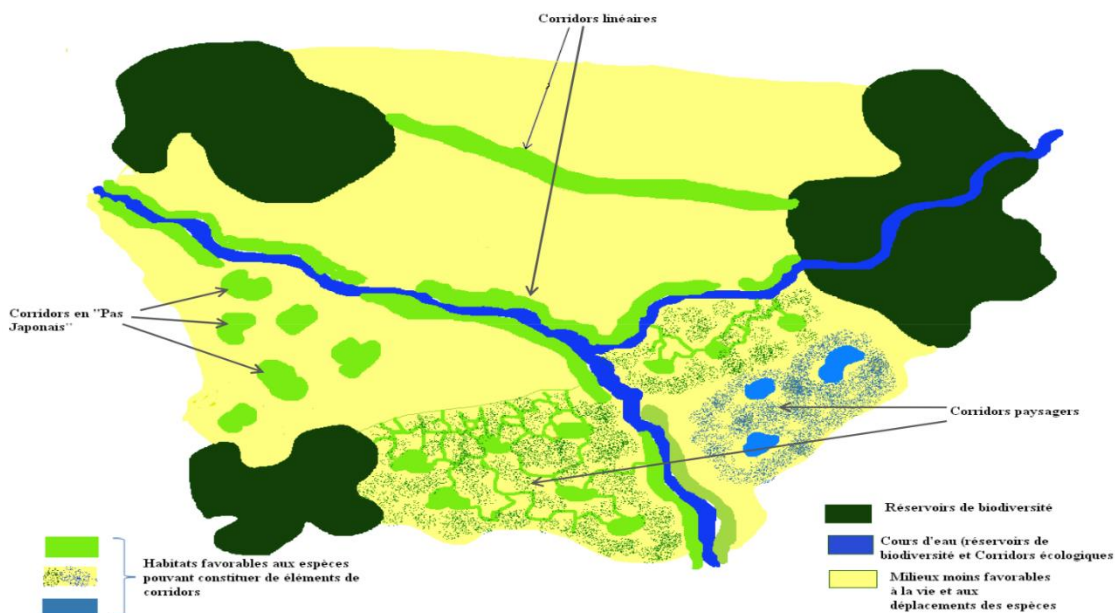 Corridors linéaires
Corridors en "Pas
Japonais"
Corridors paysagers
Réservoirs de biodiversité
Cours d'eau (réservoirs de
biodiversité et Corridors écologiques
Milieux moins favorables
à la vie et aux
déplacements des espèces
Habitats favorables aux espèces
pouvant constituer de éléments de
corridors